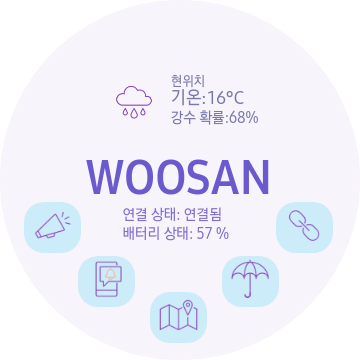 현위치
기온:16°C
강수 확률:68%
WOOSAN
연결 상태: 연결됨
배터리 상태: 57 %